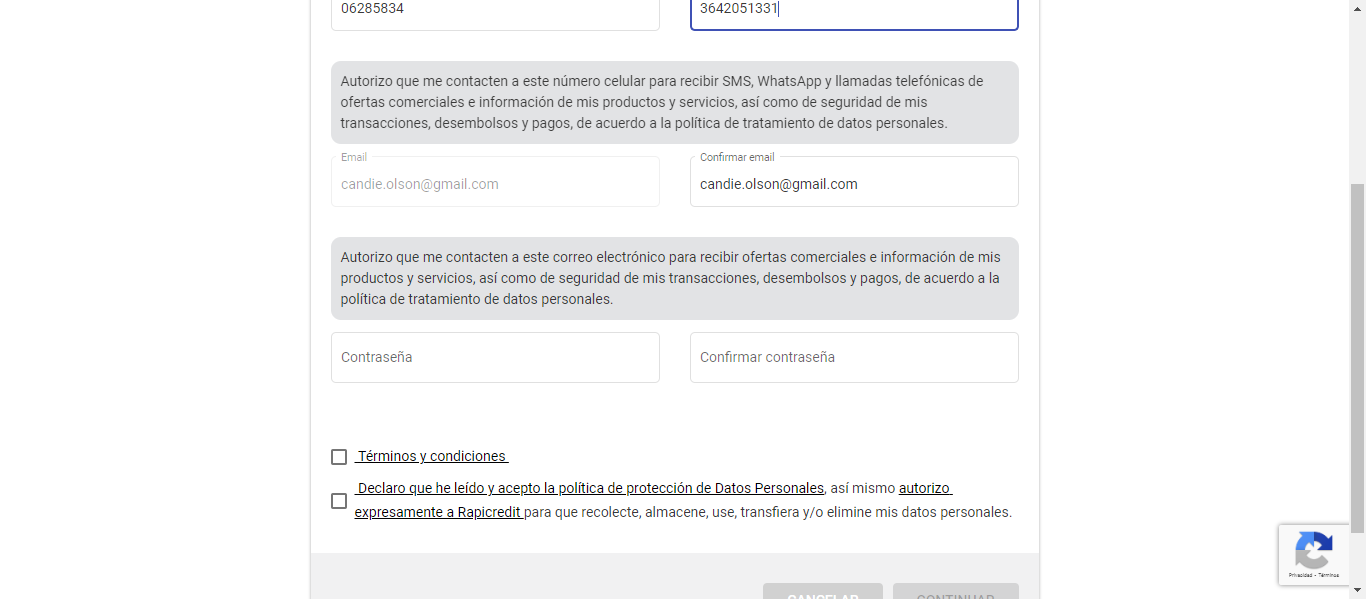 06285834 3642051331
Autorizo que me contacten a este número celular para recibir SMS, WhatsApp y llamadas telefónicas de
ofertas comerciales e información de mis productos y servicios, así como de seguridad de mis
transacciones, desembolsos y pagos, de acuerdo a la política de tratamiento de datos personales.
Email Confirmar email
candie.olson@gmail.com candie.olson@gmail.com
Autorizo que me contacten a este correo electrónico para recibir ofertas comerciales e información de mis
productos y servicios, así como de seguridad de mis transacciones, desembolsos y pagos, de acuerdo a la
política de tratamiento de datos personales.
Contraseña Confirmar contraseña
Términos y condiciones
Declaro que he leído y acepto la política de protección de Datos Personales, así mismo autorizo
expresamente a Rapicredit para que recolecte, almacene, use, transfiera y/o elimine mis datos personales.
Privacidad - Términos
CANCELAR CONTINUAR